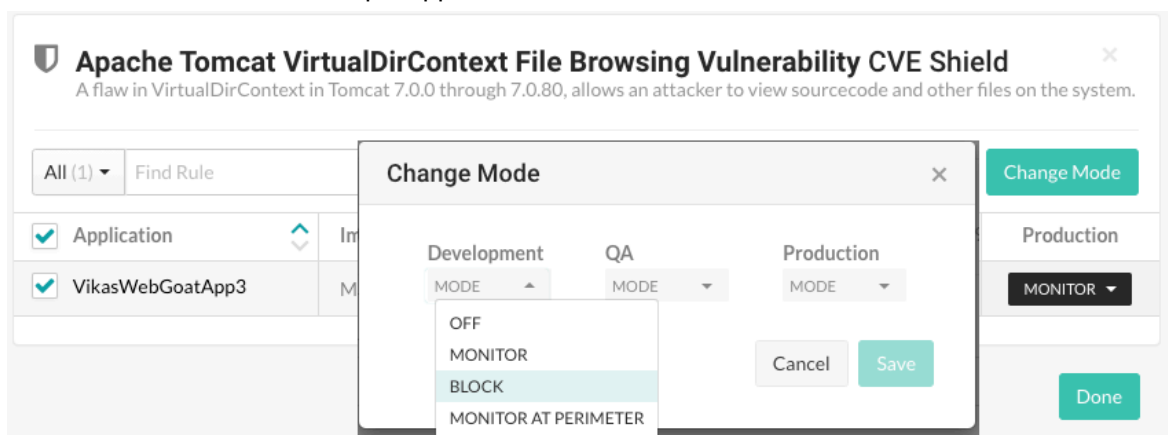 Apache Tomcat VirtualDirContext File Browsing Vulnerability CVE Shield
A flaw in VirtualDirContext in Tomcat 7.0.0 through 7.0.80, allows an attacker to view sourcecode and other files on the system.
All (1) Find Rule
Change Mode
Change Mode
Application
Production
VikasWebGoatApp3
MONITOR
Development QA Production
MODE MODE MODE
OFF
MONITOR
BLOCK
MONITOR AT PERIMETER
Cancel Save
Done